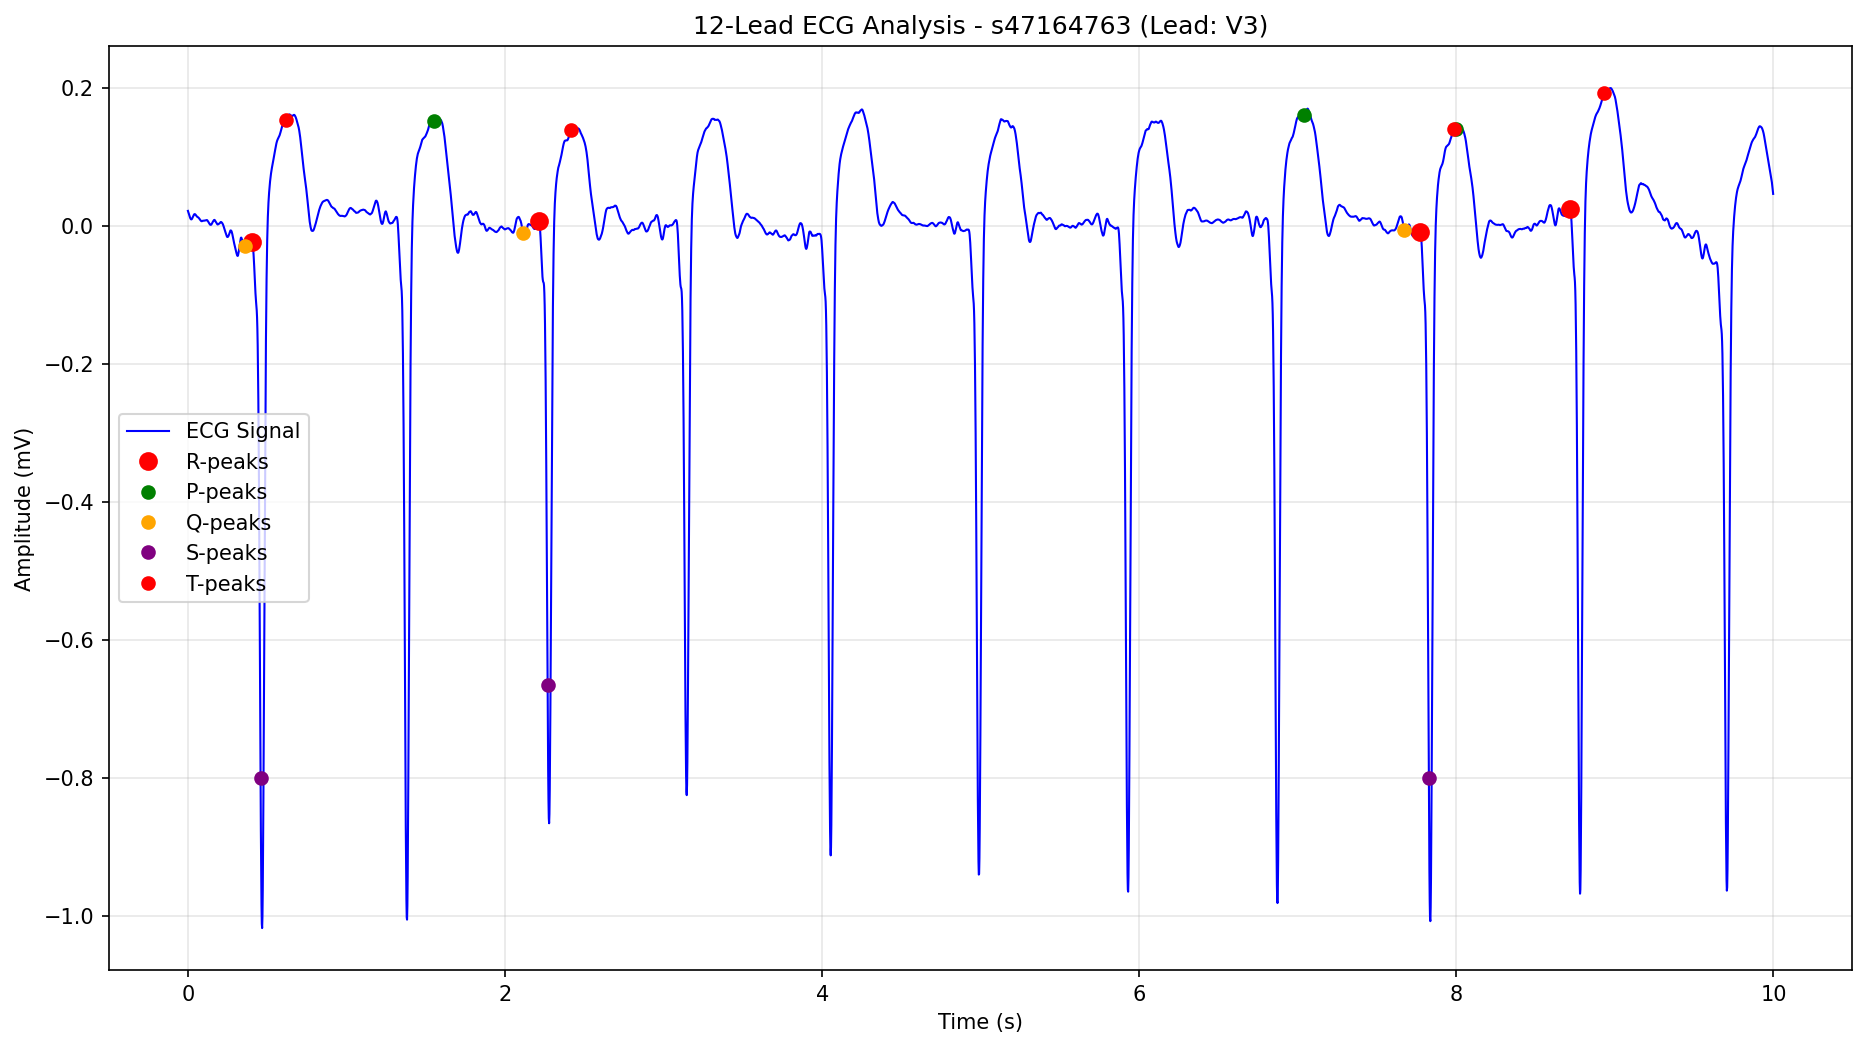 12-Lead ECG Analysis - s47164763 (Lead: V3)
0.2
0.0
−0.2
−0.4
−0.6
−0.8
−1.0
Amplitude (mV)
ECG Signal
R-peaks
P-peaks
Q-peaks
S-peaks
T-peaks
0 2 4 6 8 10
Time (s)